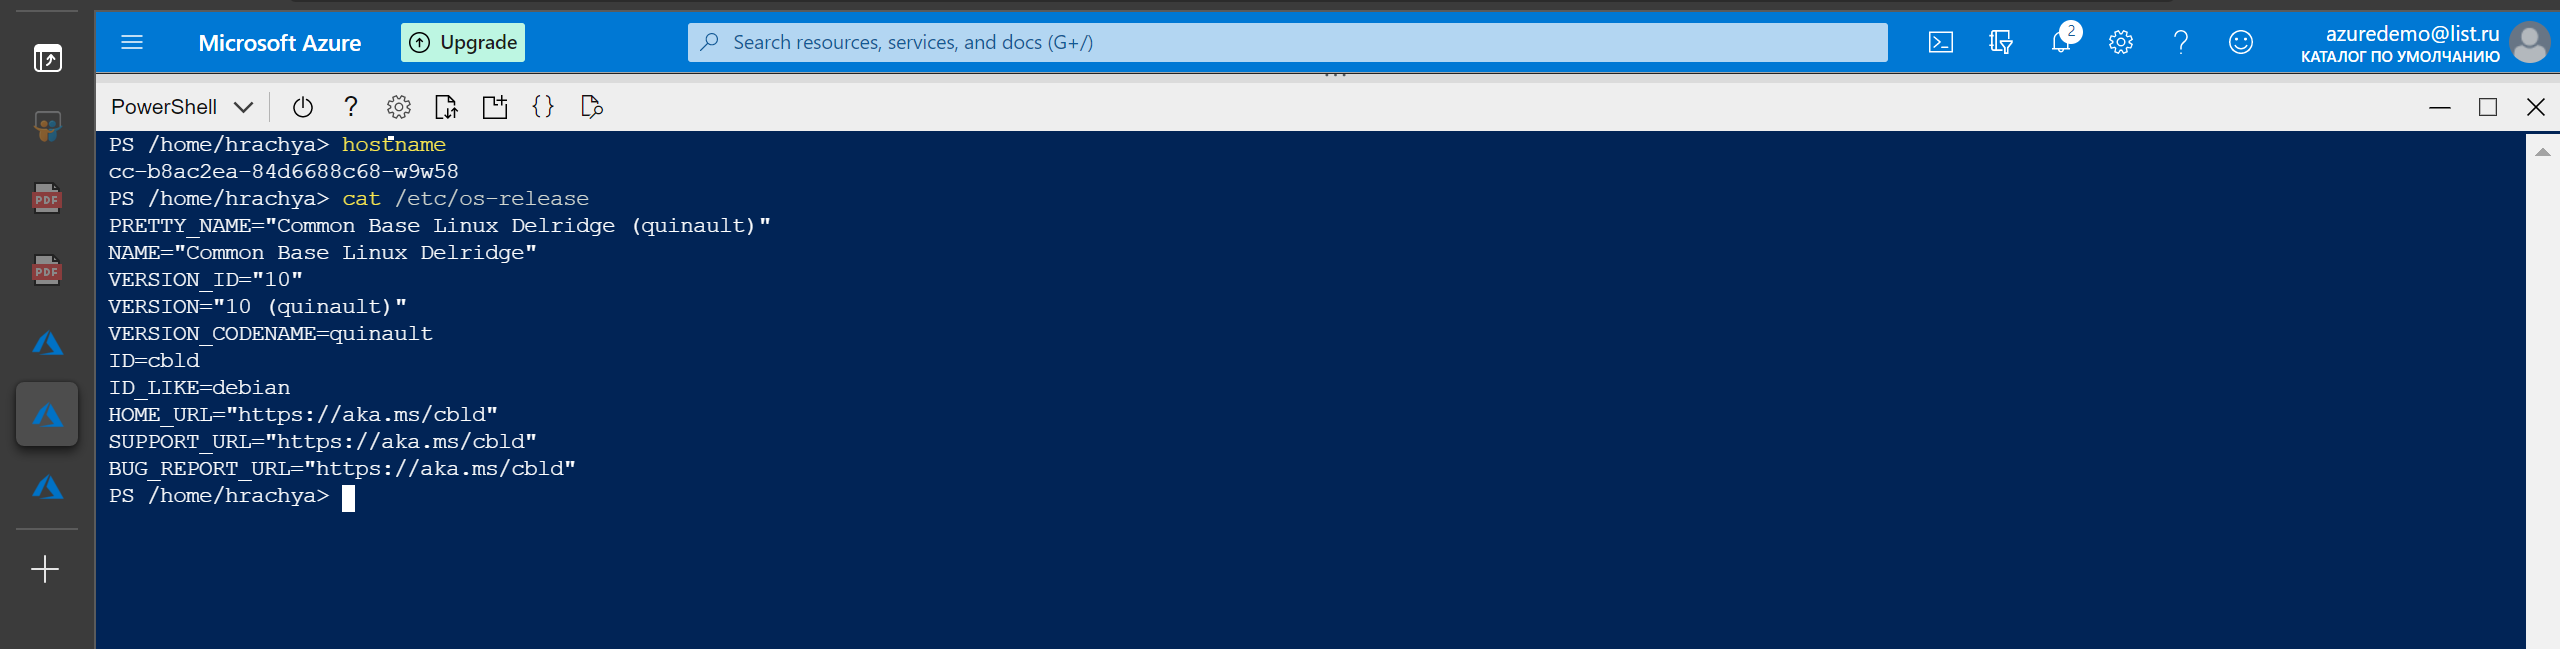 Microsoft Azure
Upgrade
Search resources, services, and docs (G+/)
2
azuredemo@list.ru
КАТАЛОГ ПО УМОЛЧАНИЮ
PowerShell
PS /home/hrachya> hostname
cc-b8ac2ea-84d6688c68-w9w58
PS /home/hrachya> cat /etc/os-release
PRETTY_NAME="Common Base Linux Delridge (quinault)"
NAME="Common Base Linux Delridge"
VERSION_ID="10"
VERSION="10 (quinault)"
VERSION_CODENAME=quinault
ID=cbld
ID_LIKE=debian
HOME_URL="https://aka.ms/cbld"
SUPPORT_URL="https://aka.ms/cbld"
BUG_REPORT_URL="https://aka.ms/cbld"
PS /home/hrachya>
PDF
PDF